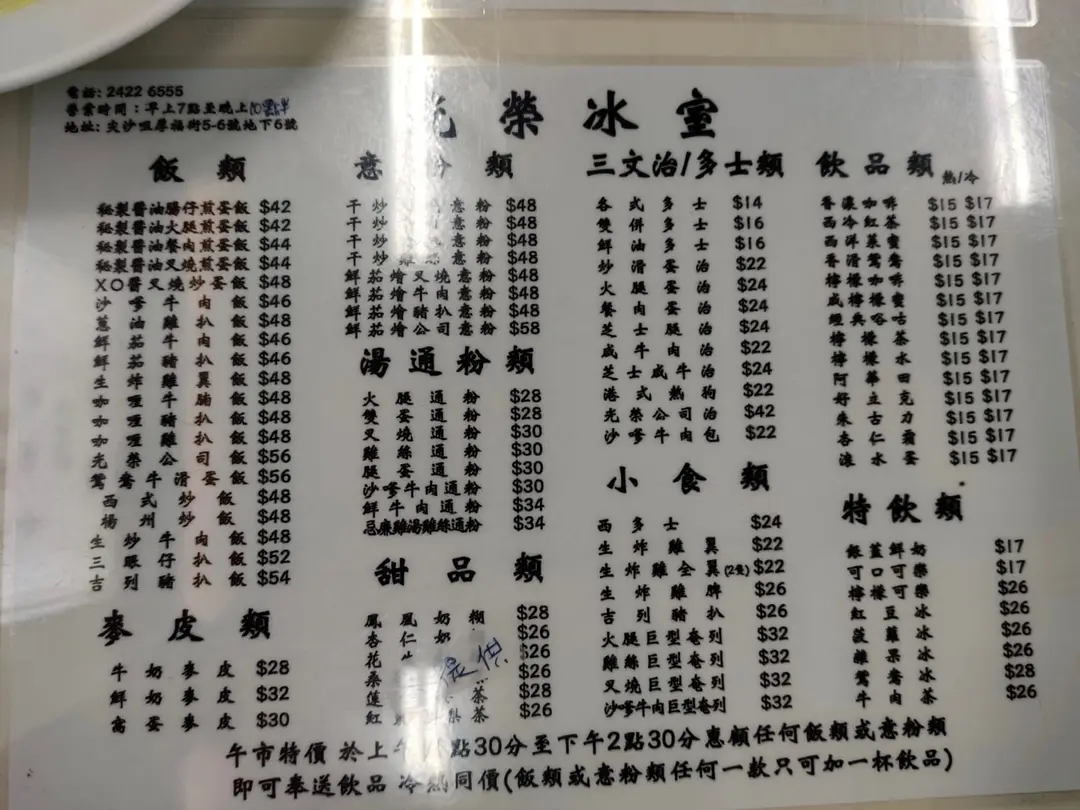 電話: 2422 6555
營業時間：早上7點至晚上10點半
地址: 尖沙咀厚福街5-6號地下6號
榮冰室
飯類
秘製醬油腸仔煎蛋飯 $42
秘製醬油火腿煎蛋飯 $42
秘製醬油餐肉煎蛋飯 $44
秘製醬油叉燒煎蛋飯 $44
XO醬叉燒炒蛋飯 $48
沙嗲牛肉飯 $46
蔥油雞扒飯 $48
鮮茄牛肉飯 $46
鮮茄豬扒飯 $46
生炸雞翼飯 $48
咖喱牛腩飯 $48
咖喱豬扒飯 $48
咖喱雞扒飯 $48
光榮公司飯 $56
鴛鴦牛滑蛋飯 $56
西式炒飯 $48
楊州炒飯 $48
生炒牛肉飯 $48
三眼仔扒飯 $52
吉列豬扒飯 $54
麥皮類
牛奶麥皮 $28
鮮奶麥皮 $32
窩蛋麥皮 $30
意粉類
干炒 意粉 $48
干炒 意粉 $48
干炒 意粉 $48
干炒雞絲意粉 $48
鮮茄燴叉燒意粉 $48
鮮茄燴牛肉意粉 $48
鮮茄燴豬扒意粉 $48
鮮茄燴公司意粉 $58
湯通粉類
火腿通粉 $28
雙蛋通粉 $28
叉燒通粉 $30
雞絲通粉 $30
腿蛋通粉 $30
沙嗲牛肉通粉 $30
鮮牛肉通粉 $34
忌廉雞湯雞絲通粉 $34
甜品類
鳳凰奶糊 $28
杏仁奶 $26
花 $26
桑 $26
蓮 茶 $28
紅 茶 $26
三文治/多士類
各式多士 $14
雙併多士 $16
鮮油多士 $16
炒滑蛋治 $22
火腿蛋治 $24
餐肉蛋治 $24
芝士腿治 $24
咸牛肉治 $22
芝士咸牛治 $24
港式熱狗 $22
光榮公司治 $42
沙嗲牛肉包 $22
小食類
西多士 $24
生炸雞翼 $22
生炸雞全翼(2隻) $22
生炸雞髀 $26
吉列豬扒 $26
火腿巨型奄列 $32
雞絲巨型奄列 $32
叉燒巨型奄列 $32
沙嗲牛肉巨型奄列 $32
飲品類 熱/冷
香濃咖啡 $15 $17
西冷紅茶 $15 $17
西洋菜蜜 $15 $17
香滑鴛鴦 $15 $17
檸檬咖啡 $15 $17
咸檸檬蜜 $15 $17
經典唂咕 $15 $17
檸檬茶 $15 $17
檸檬水 $15 $17
阿華田 $15 $17
好立克 $15 $17
朱古力 $15 $17
杏仁霜 $15 $17
滾水蛋 $15 $17
特飲類
銀蓋鮮奶 $17
可口可樂 $17
檸檬可樂 $26
紅豆冰 $26
菠蘿冰 $26
雜果冰 $26
鴛鴦冰 $28
牛肉茶 $26
午市特價 於上午 點30分至下午2點30分惠顧任何飯類或意粉類
即可奉送飲品 冷熱同價(飯類或意粉類任何一款只可加一杯飲品)